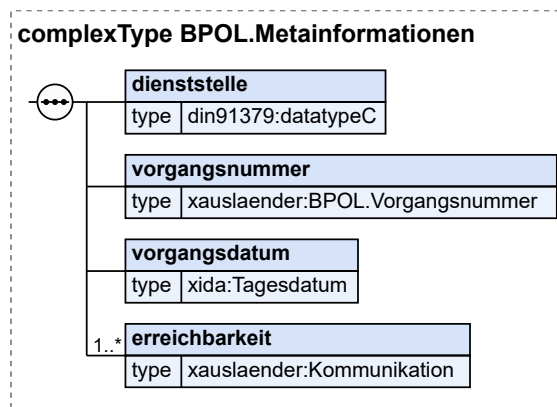 complexType BPOL.Metainformationen
dienststelle
type din91379:datatypeC
vorgangsnummer
type xauslaender:BPOL.Vorgangsnummer
vorgangsdatum
type xida:Tagesdatum
1..* erreichbarkeit
type xauslaender:Kommunikation